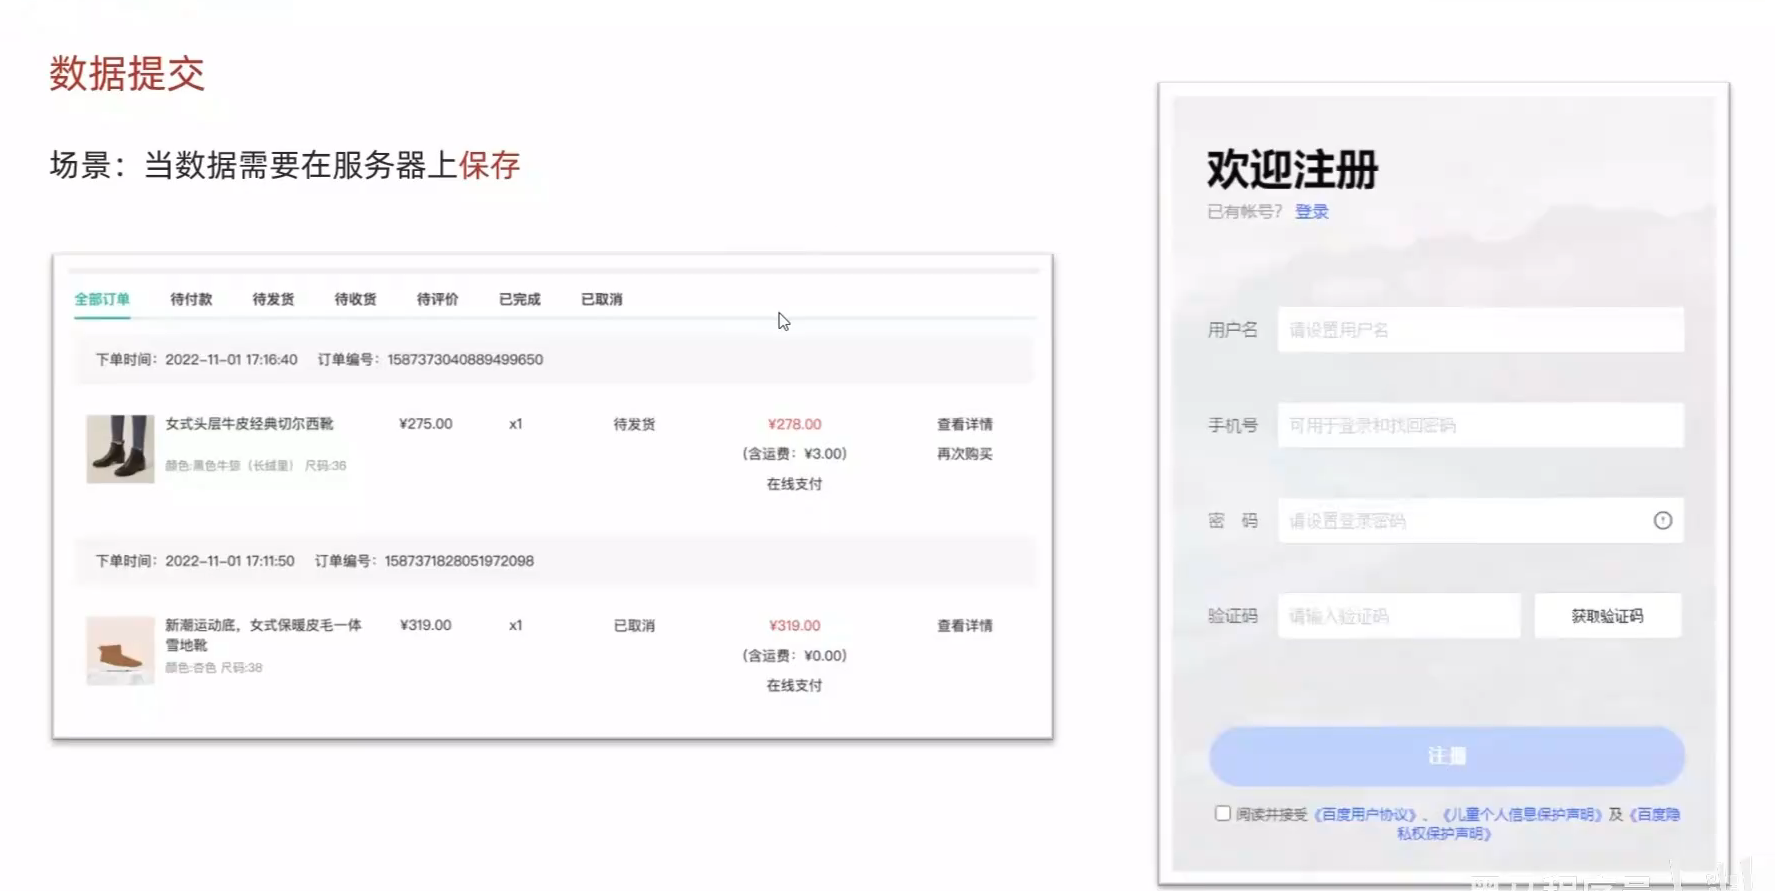 数据提交
场景：当数据需要在服务器上保存
全部订单 待付款 待发货 待收货 待评价 已完成 已取消
下单时间：2022-11-01 17:16:40 订单编号：1587373040889499650
女式头层牛皮经典切尔西靴 ¥275.00 x1 待发货 ¥278.00 查看详情
(含运费：¥3.00) 再次购买
颜色:黑色牛猄（长绒里） 尺码:36
在线支付
下单时间：2022-11-01 17:11:50 订单编号：1587371828051972098
新潮运动底，女式保暖皮毛一体 ¥319.00 x1 已取消 ¥319.00 查看详情
雪地靴
(含运费：¥0.00)
颜色:杏色 尺码:38
在线支付
欢迎注册
已有帐号？ 登录
用户名 请设置用户名
手机号 可用于登录和找回密码
密 码 请设置登录密码
验证码 请输入验证码 获取验证码
注册
阅读并接受《百度用户协议》、《儿童个人信息保护声明》及《百度隐
私权保护声明》